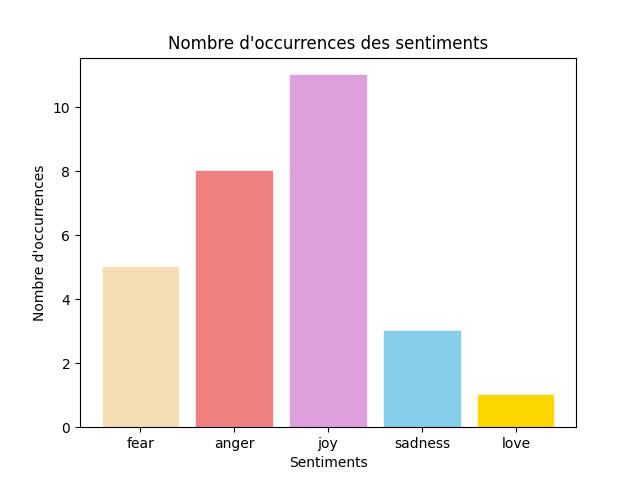 Nombre d'occurrences des sentiments
Nombre d'occurrences
10
8
6
4
2
0
fear anger joy sadness love
Sentiments